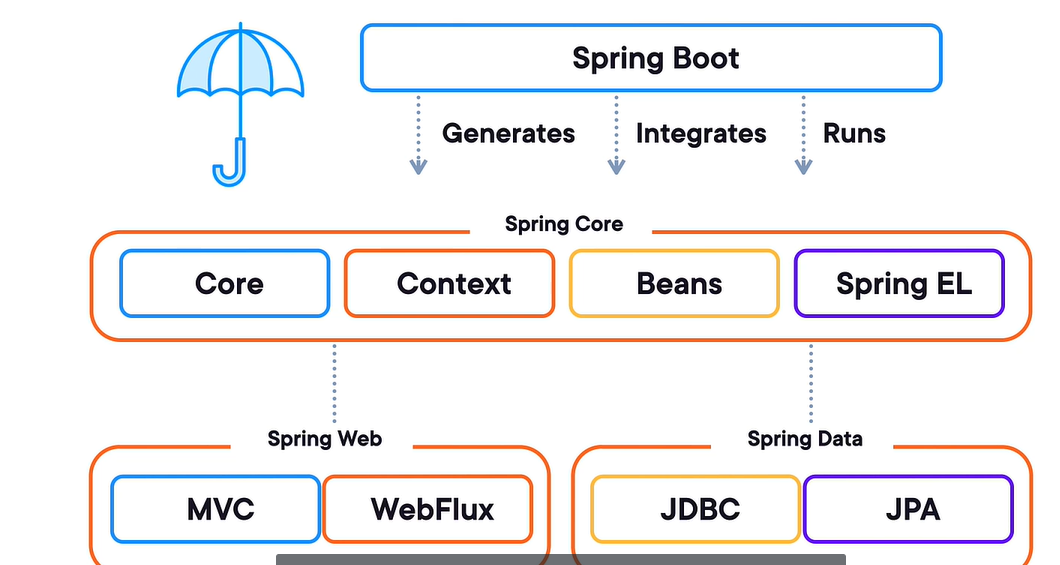 Spring Boot
Generates Integrates Runs
Spring Core
Core Context Beans Spring EL
Spring Web Spring Data
MVC WebFlux JDBC JPA